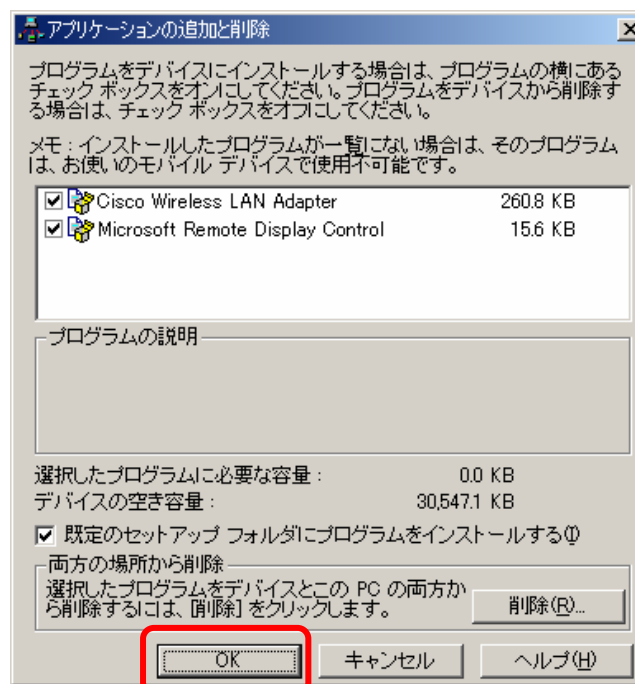 アプリケーションの追加と削除
プログラムをデバイスにインストールする場合は、プログラムの横にある
チェック ボックスをオンにしてください。プログラムをデバイスから削除す
る場合は、チェック ボックスをオフにしてください。
メモ : インストールしたプログラムが一覧にない場合は、そのプログラム
は、お使いのモバイル デバイスで使用不可能です。
Cisco Wireless LAN Adapter 260.8 KB
Microsoft Remote Display Control 15.6 KB
プログラムの説明
選択したプログラムに必要な容量 : 0.0 KB
デバイスの空き容量 : 30,547.1 KB
既定のセットアップ フォルダにプログラムをインストールする(I)
両方の場所から削除
選択したプログラムをデバイスとこの PC の両方か
ら削除するには、[削除] をクリックします。
削除(R)...
OK キャンセル ヘルプ(H)